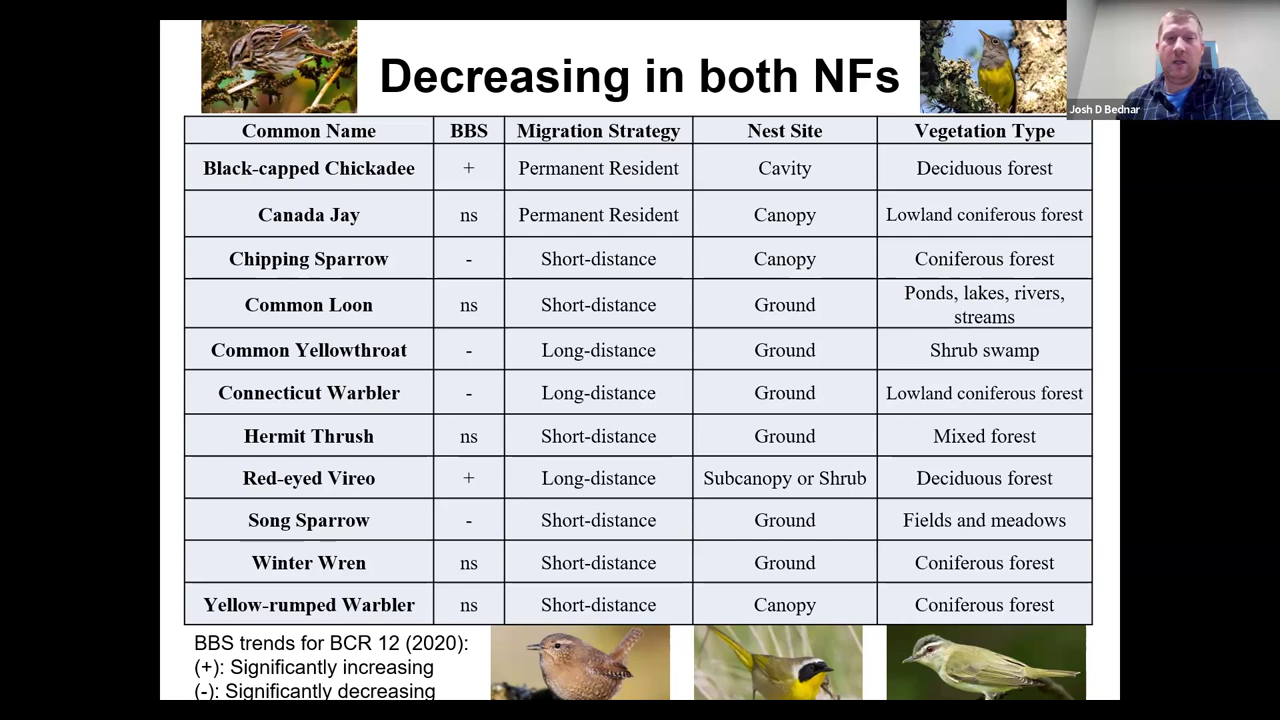 Decreasing in both NFs
Josh D Bednar
Common Name BBS Migration Strategy Nest Site Vegetation Type
Black-capped Chickadee + Permanent Resident Cavity Deciduous forest
Canada Jay ns Permanent Resident Canopy Lowland coniferous forest
Chipping Sparrow - Short-distance Canopy Coniferous forest
Common Loon ns Short-distance Ground Ponds, lakes, rivers,
streams
Common Yellowthroat - Long-distance Ground Shrub swamp
Connecticut Warbler - Long-distance Ground Lowland coniferous forest
Hermit Thrush ns Short-distance Ground Mixed forest
Red-eyed Vireo + Long-distance Subcanopy or Shrub Deciduous forest
Song Sparrow - Short-distance Ground Fields and meadows
Winter Wren ns Short-distance Ground Coniferous forest
Yellow-rumped Warbler ns Short-distance Canopy Coniferous forest
BBS trends for BCR 12 (2020):
(+): Significantly increasing
(-): Significantly decreasing